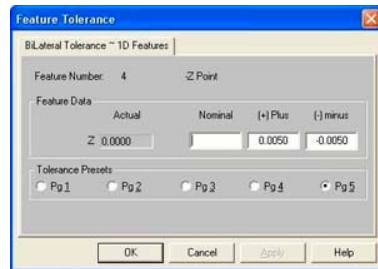 Feature Tolerance
BiLateral Tolerance ~ 1D Features
Feature Number: 4 -Z Point
Feature Data
Actual Nominal (+) Plus (-) minus
Z 0.0000 0.0050 -0.0050
Tolerance Presets
Pg 1 Pg 2 Pg 3 Pg 4 Pg 5
OK Cancel Apply Help